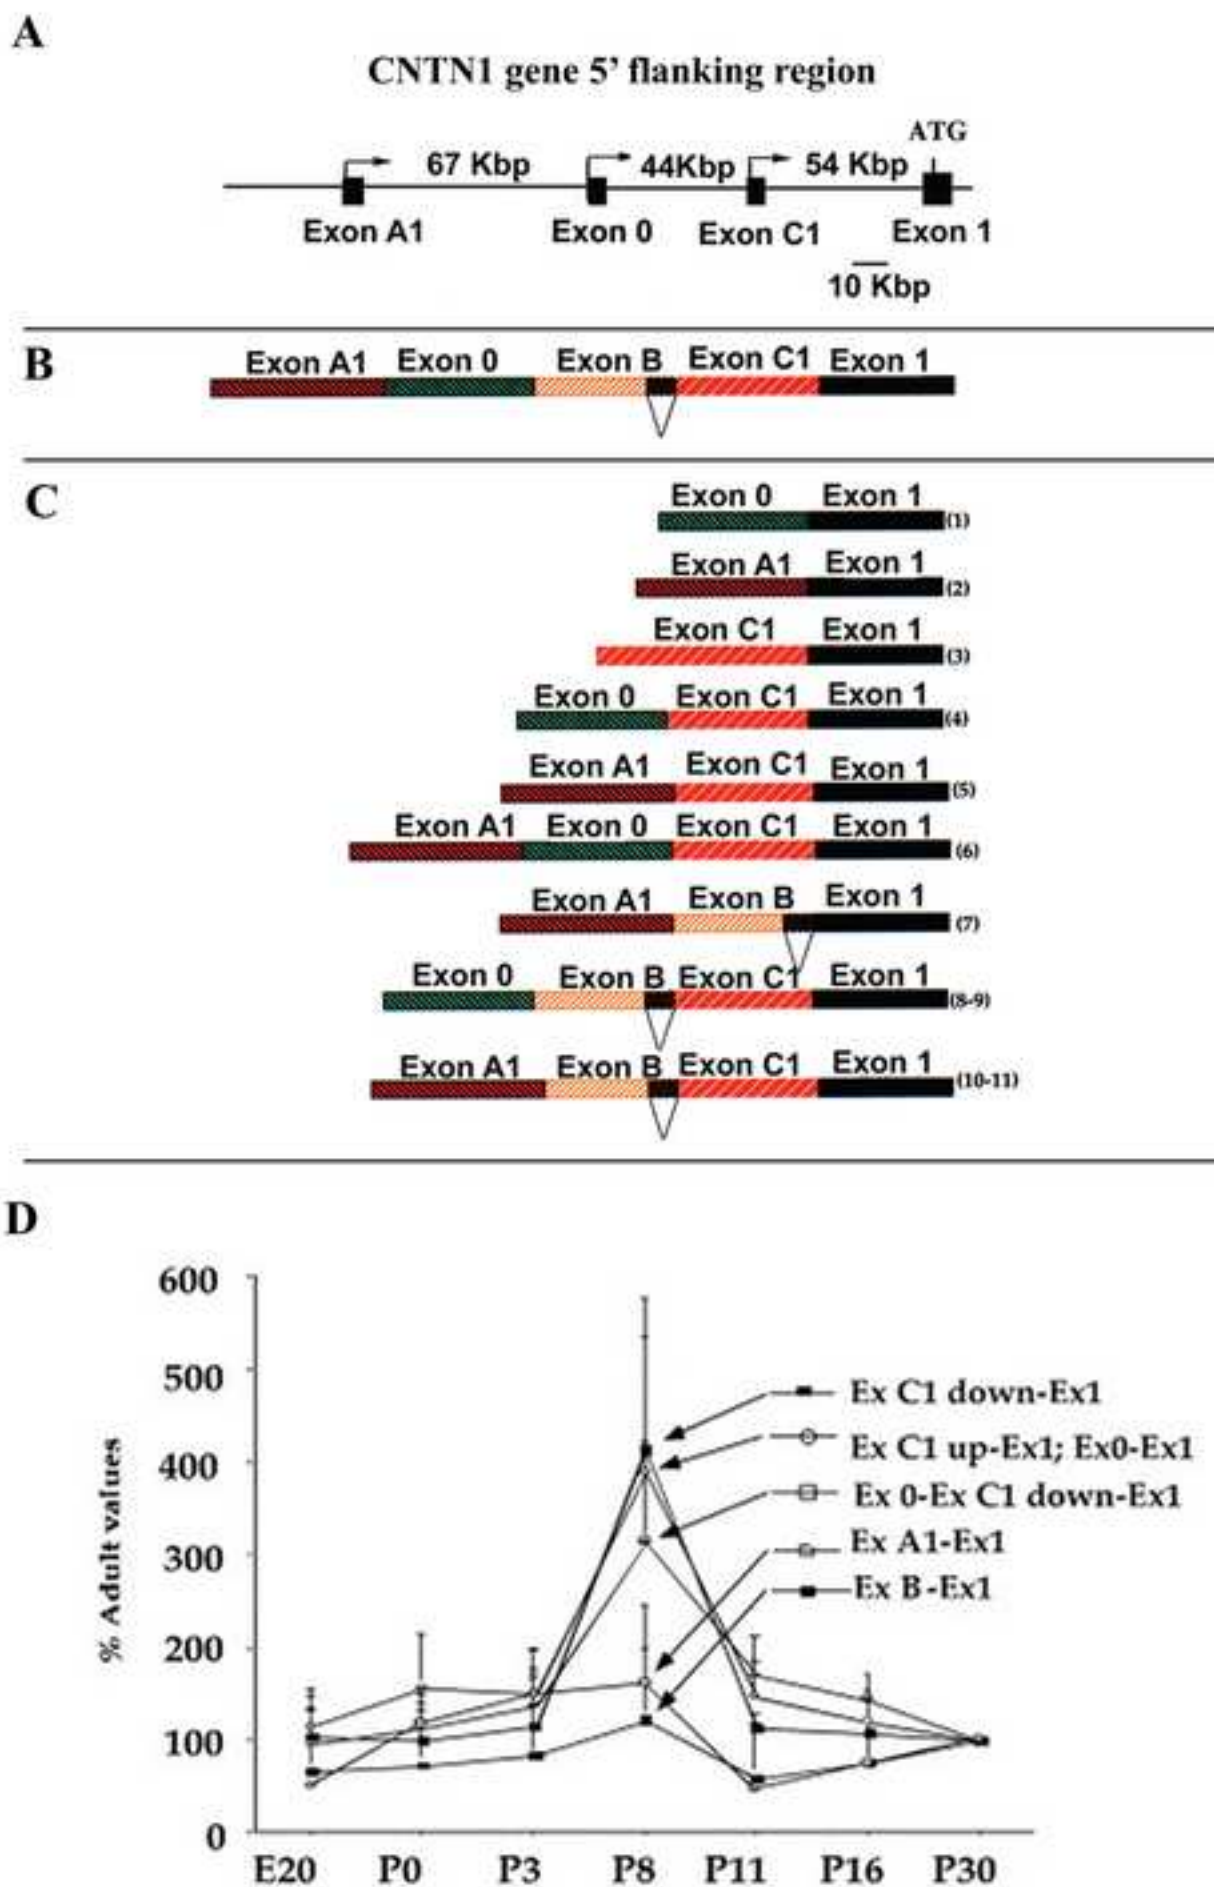 A
CNTN1 gene 5’ flanking region
ATG
67 Kbp 44Kbp 54 Kbp
Exon A1 Exon 0 Exon C1 Exon 1
10 Kbp
B
Exon A1 Exon 0 Exon B Exon C1 Exon 1
C
Exon 0 Exon 1
(1)
Exon A1 Exon 1
(2)
Exon C1 Exon 1
(3)
Exon 0 Exon C1 Exon 1
(4)
Exon A1 Exon C1 Exon 1
(5)
Exon A1 Exon 0 Exon C1 Exon 1
(6)
Exon A1 Exon B Exon 1
(7)
Exon 0 Exon B Exon C1 Exon 1
(8-9)
Exon A1 Exon B Exon C1 Exon 1
(10-11)
D
% Adult values
600
500
400
300
200
100
0
Ex C1 down-Ex1
Ex C1 up-Ex1; Ex0-Ex1
Ex 0-Ex C1 down-Ex1
Ex A1-Ex1
Ex B-Ex1
E20 P0 P3 P8 P11 P16 P30